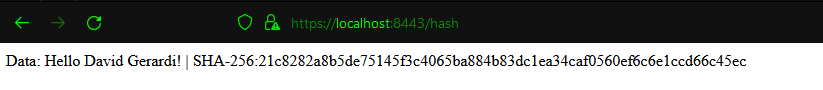 https://localhost:8443/hash
Data: Hello David Gerardi! | SHA-256:21c8282a8b5de75145f3c4065ba884b83dc1ea34caf0560ef6c6e1ccd66c45ec